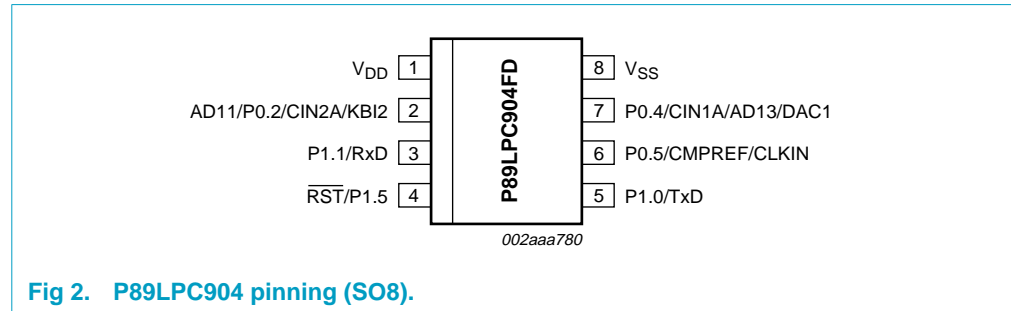 VDD 1
8 VSS
AD11/P0.2/CIN2A/KBI2 2
7 P0.4/CIN1A/AD13/DAC1
P1.1/RxD 3
6 P0.5/CMPREF/CLKIN
RST/P1.5 4
5 P1.0/TxD
P89LPC904FD
002aaa780
Fig 2. P89LPC904 pinning (SO8).